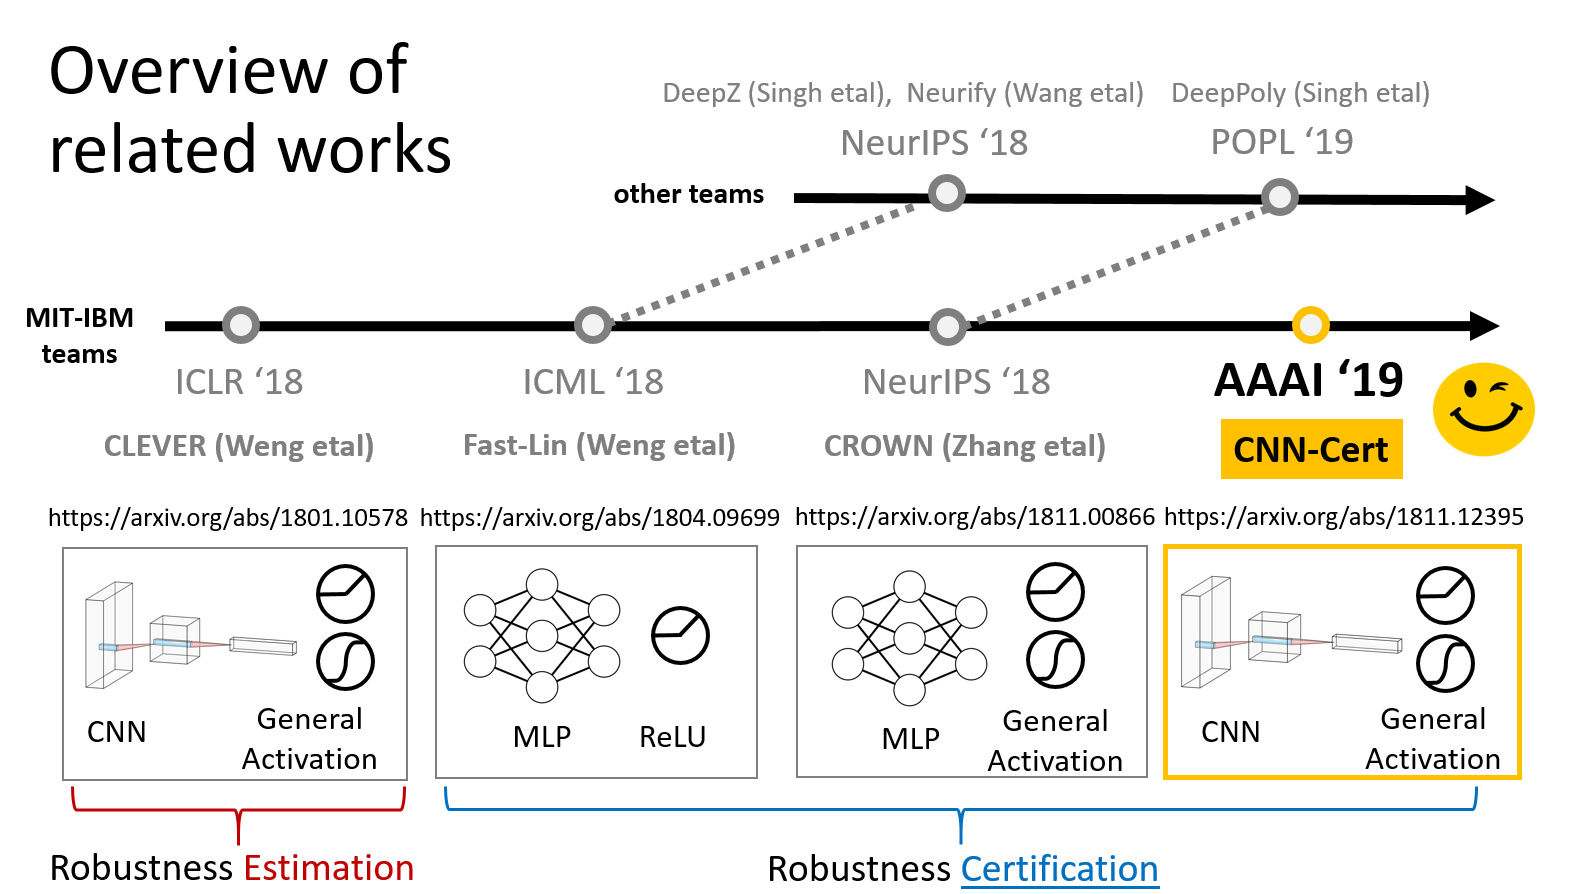 Overview of
related works
DeepZ (Singh etal),  Neurify (Wang etal)
DeepPoly (Singh etal)
NeurIPS ‘18
POPL ‘19
other teams
MIT-IBM
teams
ICLR ‘18
ICML ‘18
NeurIPS ‘18
AAAI ‘19
CLEVER (Weng etal)
Fast-Lin (Weng etal)
CROWN (Zhang etal)
CNN-Cert
https://arxiv.org/abs/1801.10578
https://arxiv.org/abs/1804.09699
https://arxiv.org/abs/1811.00866
https://arxiv.org/abs/1811.12395
CNN
General
Activation
MLP
ReLU
MLP
General
Activation
CNN
General
Activation
Robustness Estimation
Robustness Certification